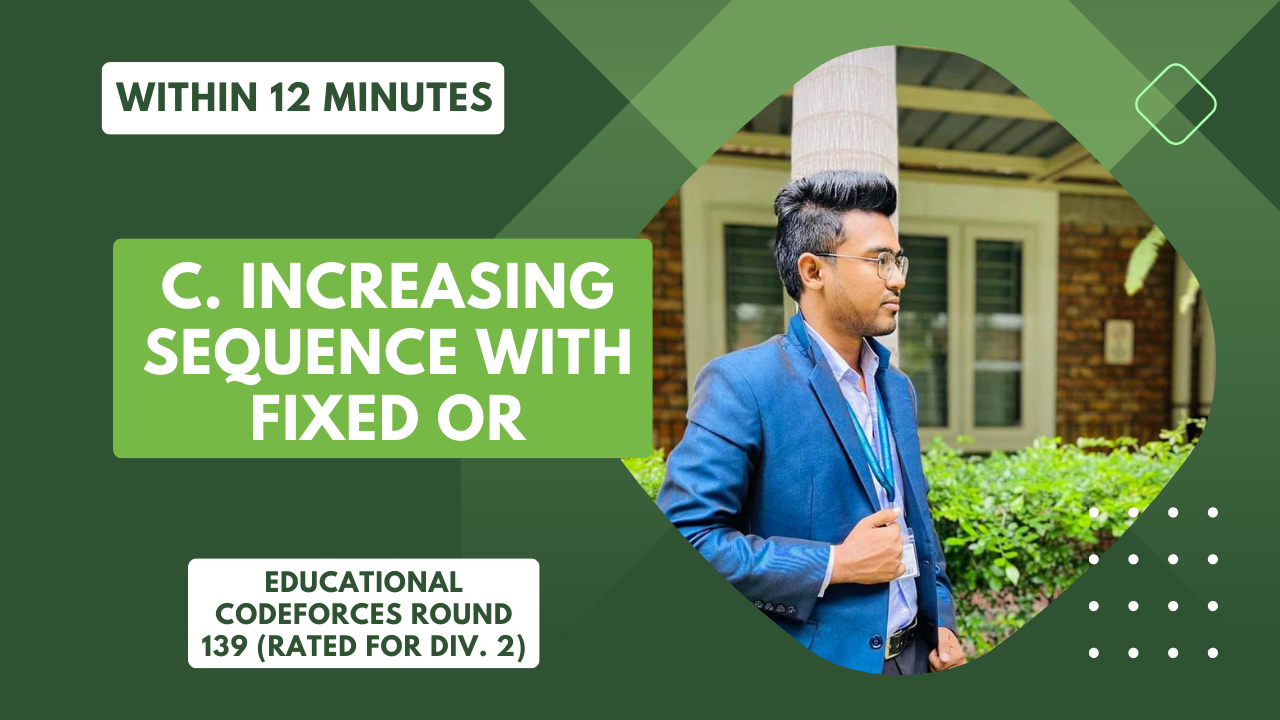 WITHIN 12 MINUTES
C. INCREASING
SEQUENCE WITH
FIXED OR
EDUCATIONAL
CODEFORCES ROUND
139 (RATED FOR DIV. 2)